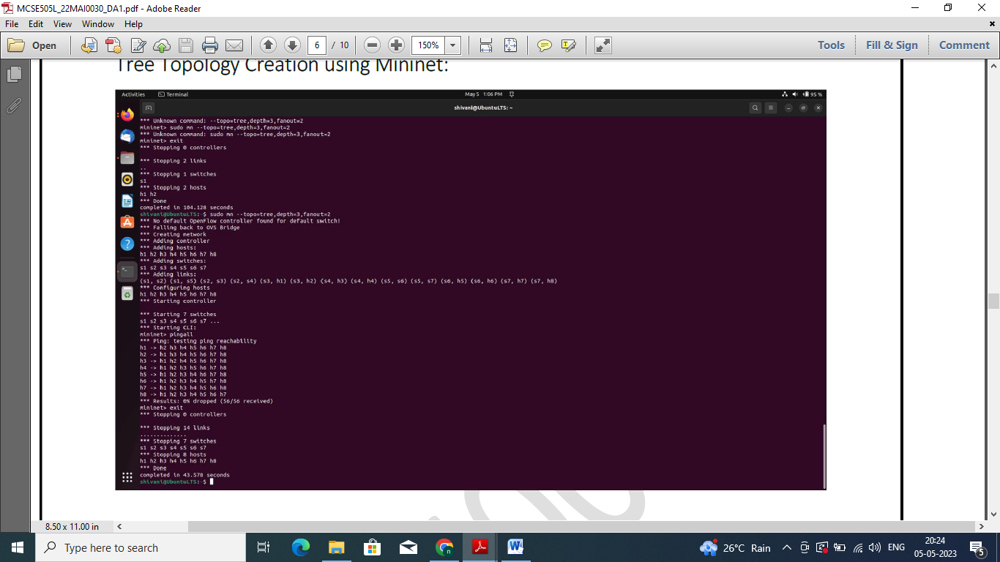 MCSE505L_22MAI0030_DA1.pdf - Adobe Reader
File Edit View Window Help
Open 6 / 10 150% Tools Fill & Sign Comment
Tree Topology Creation using Mininet:
Activities Terminal May 5 1:06 PM 95 %
shivani@UbuntuLTS: ~
*** Unknown command: --topo=tree,depth=3,fanout=2
mininet> sudo mn --topo=tree,depth=3,fanout=2
*** Unknown command: sudo mn --topo=tree,depth=3,fanout=2
mininet> exit
*** Stopping 0 controllers
*** Stopping 2 links
..
*** Stopping 1 switches
s1
*** Stopping 2 hosts
h1 h2
*** Done
completed in 104.128 seconds
shivani@UbuntuLTS:~$ sudo mn --topo=tree,depth=3,fanout=2
*** No default OpenFlow controller found for default switch!
*** Falling back to OVS Bridge
*** Creating network
*** Adding controller
*** Adding hosts:
h1 h2 h3 h4 h5 h6 h7 h8
*** Adding switches:
s1 s2 s3 s4 s5 s6 s7
*** Adding links:
(s1, s2) (s1, s5) (s2, s3) (s2, s4) (s3, h1) (s3, h2) (s4, h3) (s4, h4) (s5, s6) (s5, s7) (s6, h5) (s6, h6) (s7, h7) (s7, h8)
*** Configuring hosts
h1 h2 h3 h4 h5 h6 h7 h8
*** Starting controller
*** Starting 7 switches
s1 s2 s3 s4 s5 s6 s7 ...
*** Starting CLI:
mininet> pingall
*** Ping: testing ping reachability
h1 -> h2 h3 h4 h5 h6 h7 h8
h2 -> h1 h3 h4 h5 h6 h7 h8
h3 -> h1 h2 h4 h5 h6 h7 h8
h4 -> h1 h2 h3 h5 h6 h7 h8
h5 -> h1 h2 h3 h4 h6 h7 h8
h6 -> h1 h2 h3 h4 h5 h7 h8
h7 -> h1 h2 h3 h4 h5 h6 h8
h8 -> h1 h2 h3 h4 h5 h6 h7
*** Results: 0% dropped (56/56 received)
mininet> exit
*** Stopping 0 controllers
*** Stopping 14 links
..............
*** Stopping 7 switches
s1 s2 s3 s4 s5 s6 s7
*** Stopping 8 hosts
h1 h2 h3 h4 h5 h6 h7 h8
*** Done
completed in 43.578 seconds
shivani@UbuntuLTS:~$
8.50 x 11.00 in
Type here to search 26°C Rain ENG 20:24
05-05-2023 5